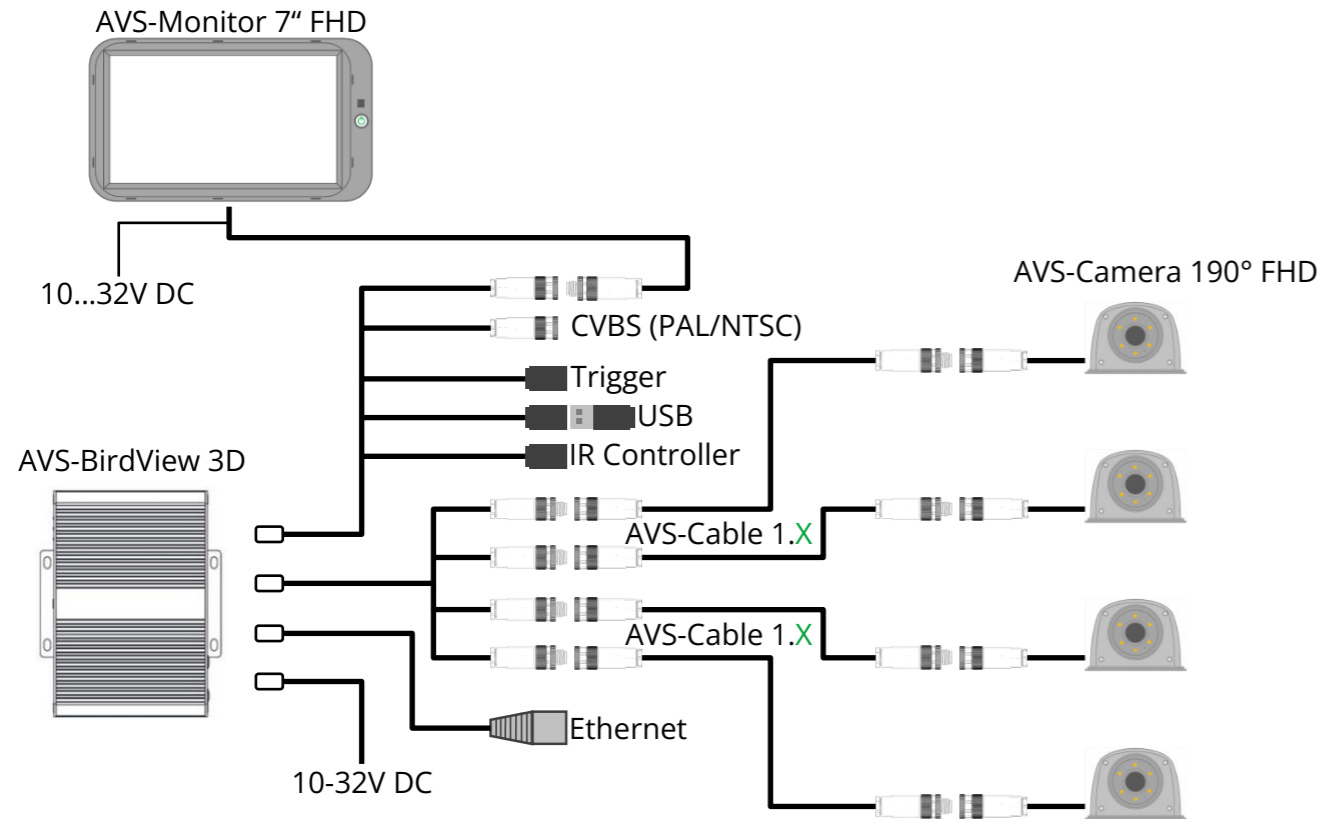 AVS-Monitor 7“ FHD
10...32V DC
AVS-Camera 190° FHD
CVBS (PAL/NTSC)
Trigger
USB
IR Controller
AVS-BirdView 3D
AVS-Cable 1.X
AVS-Cable 1.X
Ethernet
10-32V DC